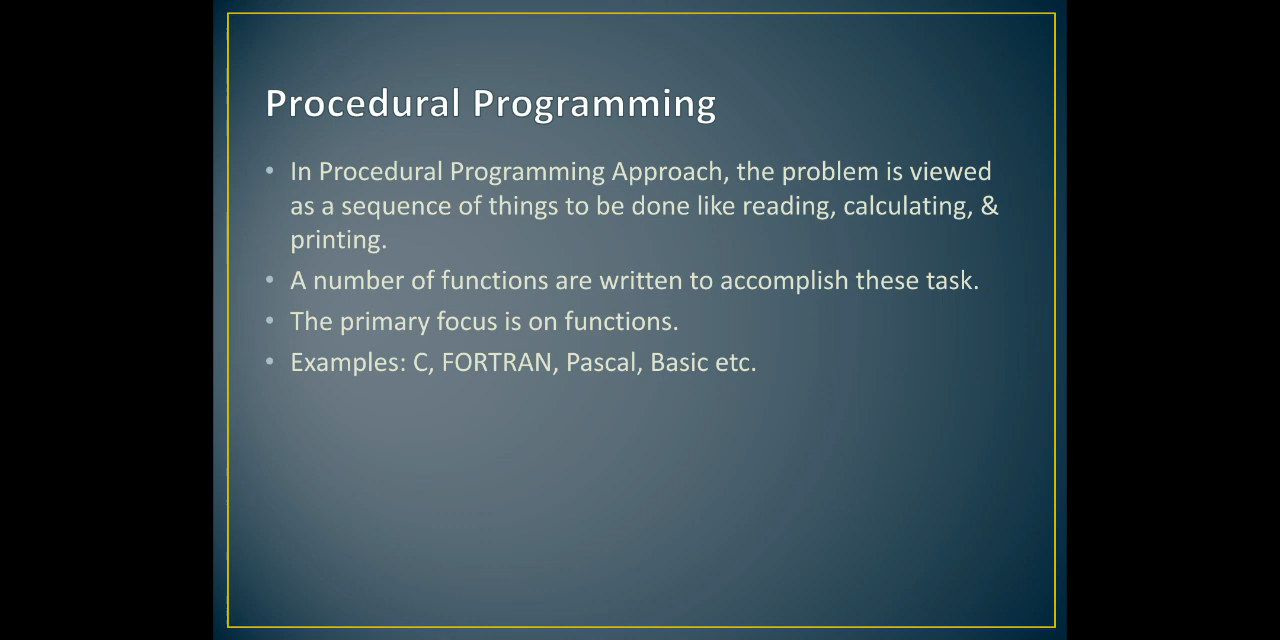 Procedural Programming
• In Procedural Programming Approach, the problem is viewed
as a sequence of things to be done like reading, calculating, &
printing.
• A number of functions are written to accomplish these task.
• The primary focus is on functions.
• Examples: C, FORTRAN, Pascal, Basic etc.